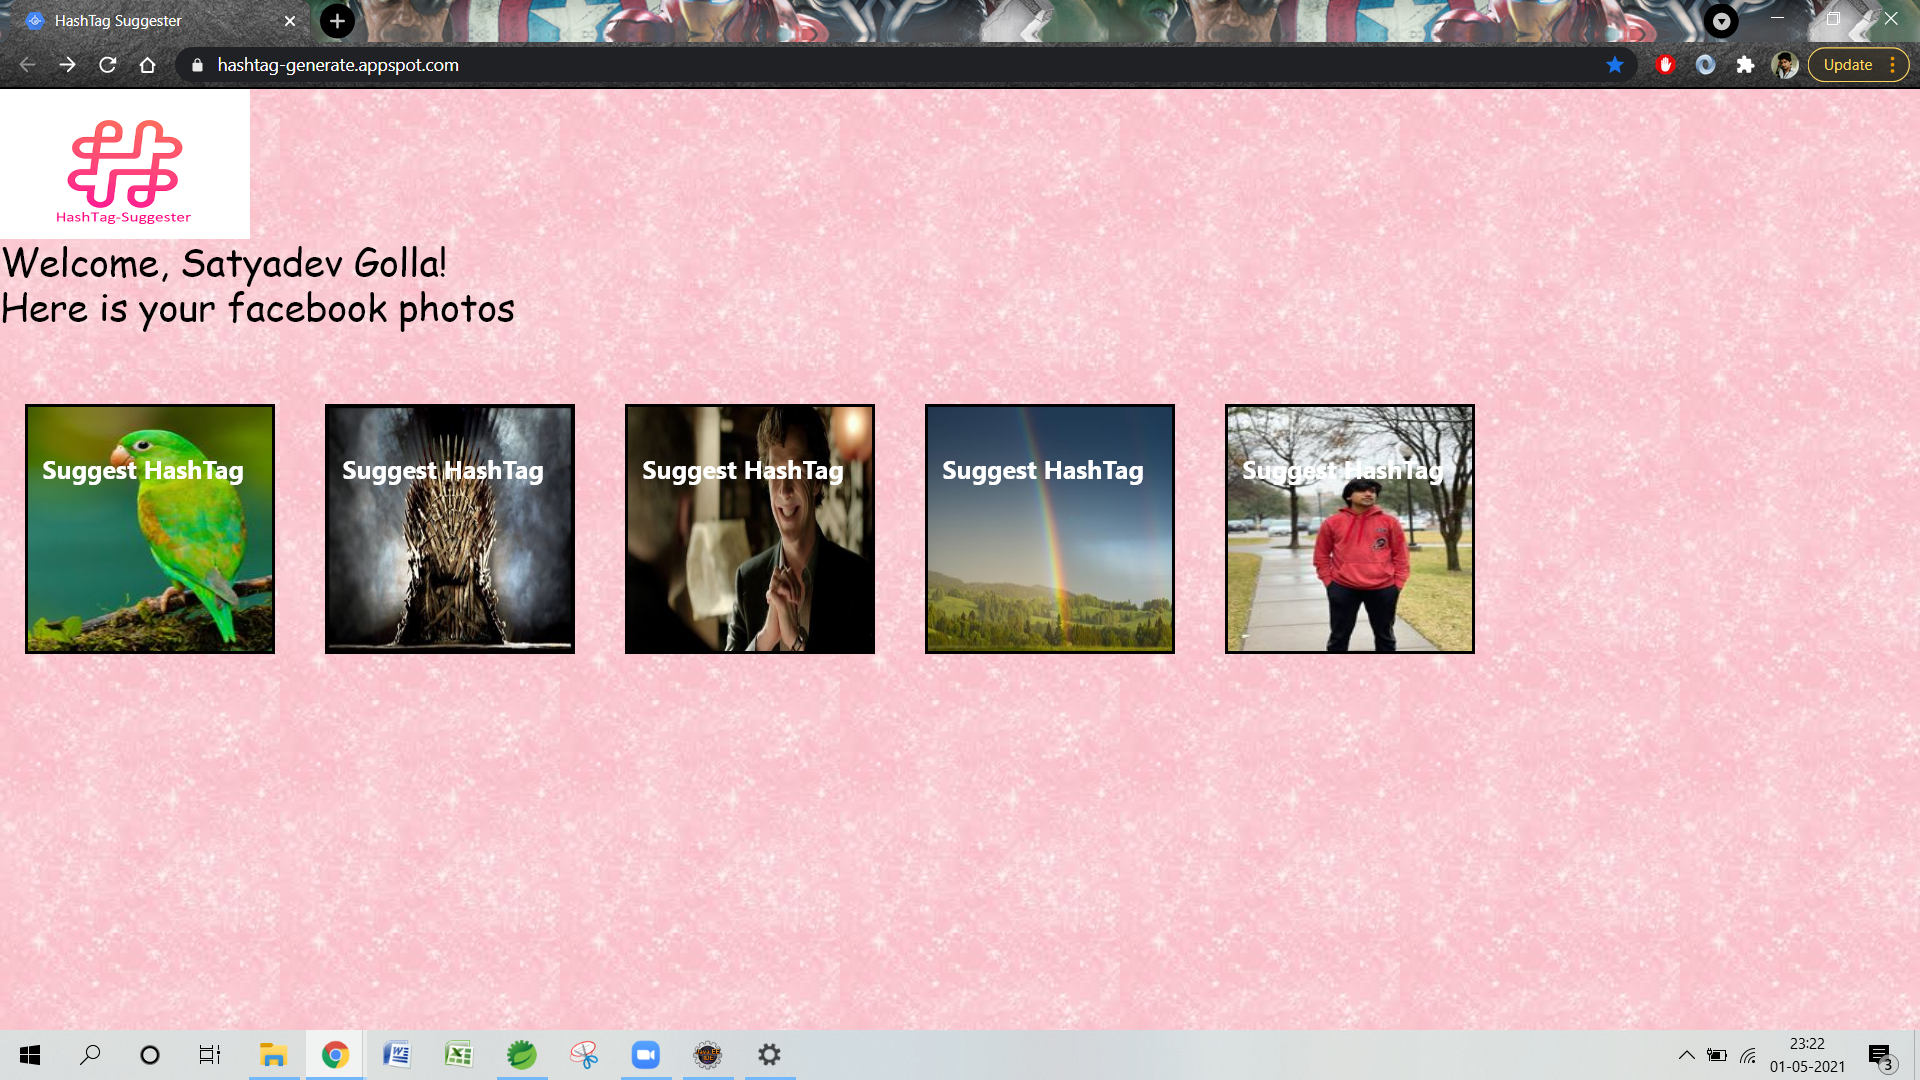 HashTag Suggester
hashtag-generate.appspot.com
Update
HashTag-Suggester
Welcome, Satyadev Golla!
Here is your facebook photos
Suggest HashTag
Suggest HashTag
Suggest HashTag
Suggest HashTag
Suggest HashTag
23:22
01-05-2021
3